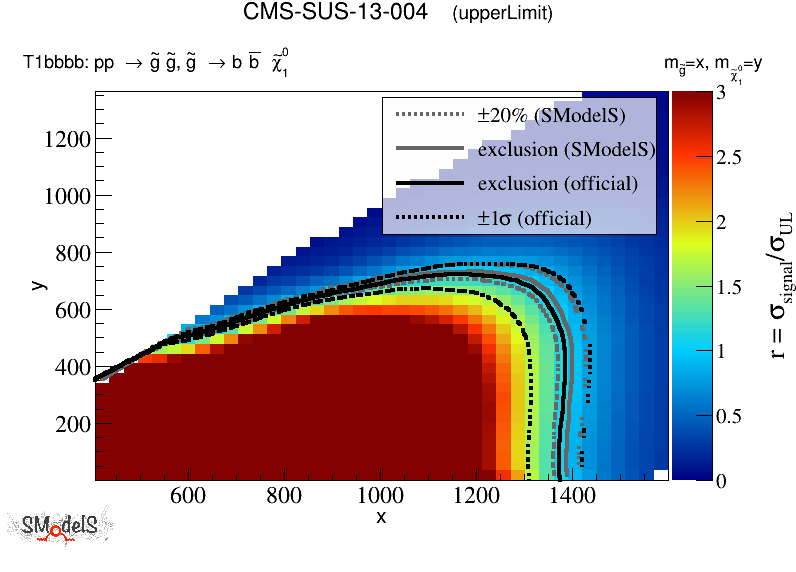 CMS-SUS-13-004 (upperLimit)
T1bbbb: pp → g̃ g̃, g̃ → b b̅ χ̃₁⁰
m_g̃=x, m_χ̃₁⁰=y
±20% (SModelS)
exclusion (SModelS)
exclusion (official)
±1σ (official)
1200
1000
800
600
400
200
y
600
800
1000
1200
1400
x
3
2.5
2
1.5
1
0.5
0
r = σ_signal/σ_UL
SModelS